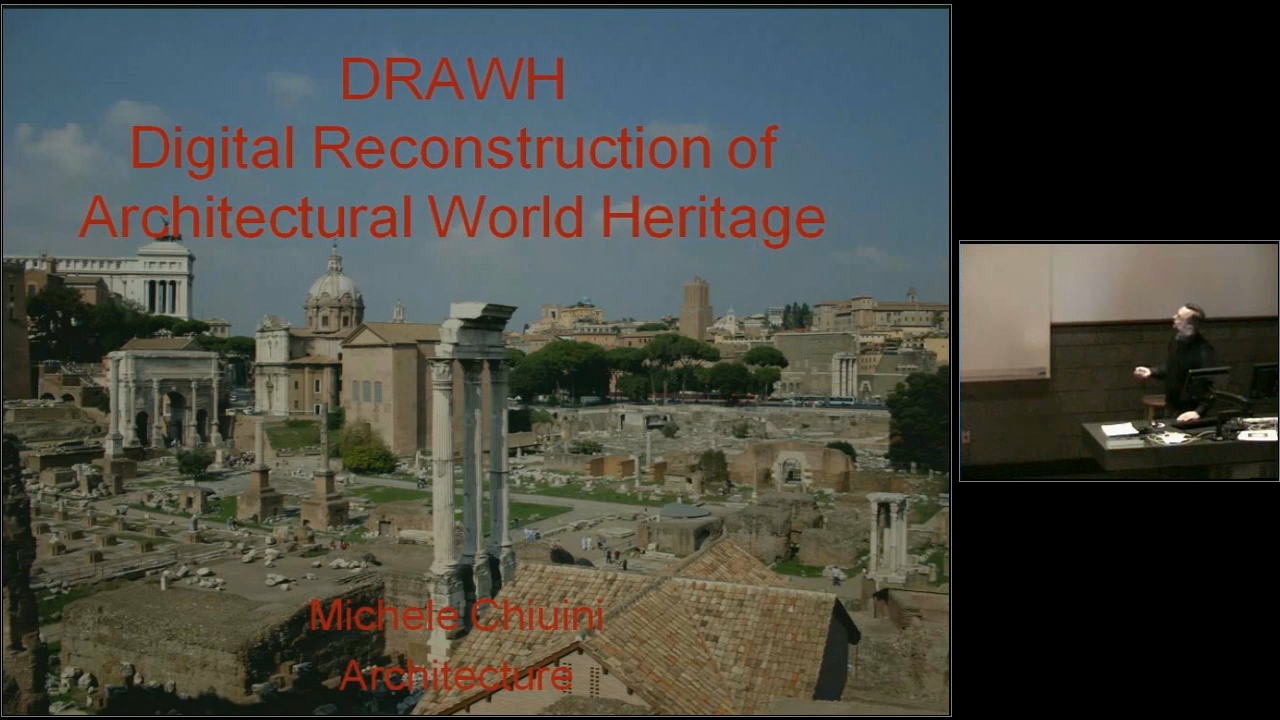 DRAWH
Digital Reconstruction of
Architectural World Heritage
Michele Chiuini
Architecture